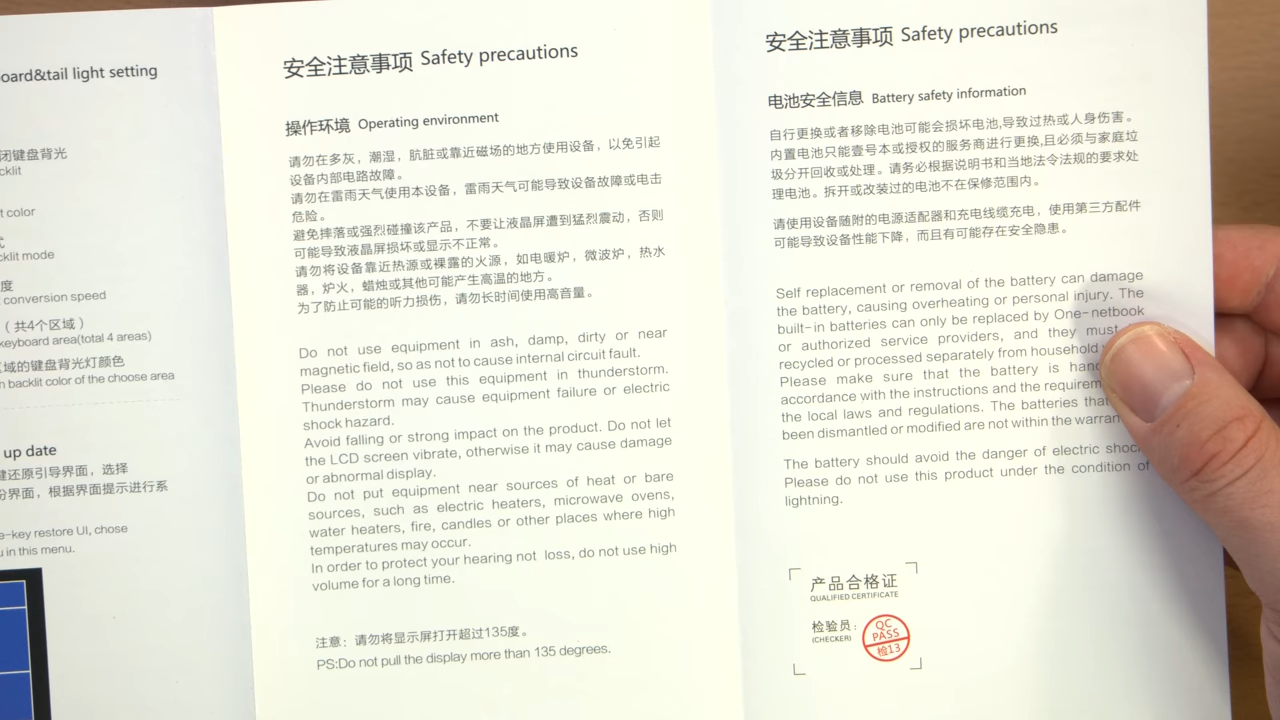 board&tail light setting
闭键盘背光
cklit
t color
式
cklit mode
度
conversion speed
（共4个区域）
keyboard area(total 4 areas)
区域的键盘背光灯颜色
n backlit color of the choose area
up date
键还原引导界面，选择
份界面，根据界面提示进行系
e-key restore UI, chose
u in this menu.
安全注意事项 Safety precautions
操作环境 Operating environment
请勿在多灰，潮湿，肮脏或靠近磁场的地方使用设备，以免引起
设备内部电路故障。
请勿在雷雨天气使用本设备，雷雨天气可能导致设备故障或电击
危险。
避免摔落或强烈碰撞该产品，不要让液晶屏遭到猛烈震动，否则
可能导致液晶屏损坏或显示不正常。
请勿将设备靠近热源或裸露的火源，如电暖炉，微波炉，热水
器，炉火，蜡烛或其他可能产生高温的地方。
为了防止可能的听力损伤，请勿长时间使用高音量。
Do not use equipment in ash, damp, dirty or near
magnetic field, so as not to cause internal circuit fault.
Please do not use this equipment in thunderstorm.
Thunderstorm may cause equipment failure or electric
shock hazard.
Avoid falling or strong impact on the product. Do not let
the LCD screen vibrate, otherwise it may cause damage
or abnormal display.
Do not put equipment near sources of heat or bare
sources, such as electric heaters, microwave ovens,
water heaters, fire, candles or other places where high
temperatures may occur.
In order to protect your hearing not loss, do not use high
volume for a long time.
注意：请勿将显示屏打开超过135度。
PS:Do not pull the display more than 135 degrees.
安全注意事项 Safety precautions
电池安全信息 Battery safety information
自行更换或者移除电池可能会损坏电池,导致过热或人身伤害。
内置电池只能壹号本或授权的服务商进行更换,且必须与家庭垃
圾分开回收或处理。请务必根据说明书和当地法令法规的要求处
理电池。拆开或改装过的电池不在保修范围内。
请使用设备随附的电源适配器和充电线缆充电，使用第三方配件
可能导致设备性能下降，而且有可能存在安全隐患。
Self replacement or removal of the battery can damage
the battery, causing overheating or personal injury. The
built-in batteries can only be replaced by One-netbook
or authorized service providers, and they must
recycled or processed separately from household
Please make sure that the battery is han
accordance with the instructions and the requirem
the local laws and regulations. The batteries that
been dismantled or modified are not within the warran
The battery should avoid the danger of electric shock
Please do not use this product under the condition of
lightning.
产品合格证
QUALIFIED CERTIFICATE
检验员：
(CHECKER)
QC
PASS
检13